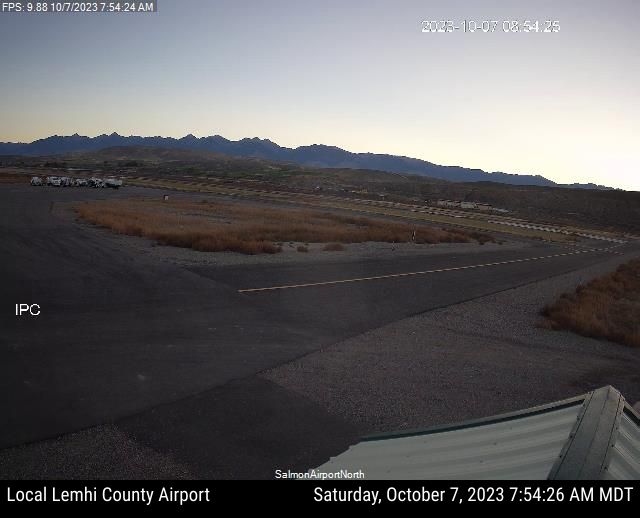 FPS: 9.88 10/7/2023 7:54:24 AM
2023-10-07 08:54:25
IPC
SalmonAirportNorth
Local Lemhi County Airport
Saturday, October 7, 2023 7:54:26 AM MDT